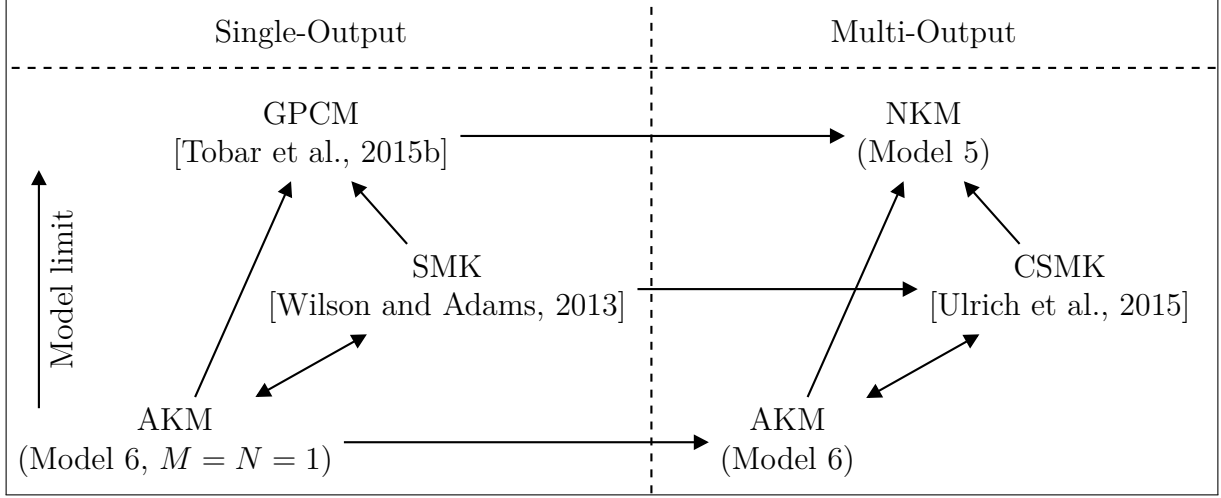 Single-Output
Multi-Output
GPCM
[Tobar et al., 2015b]
NKM
(Model 5)
Model limit
SMK
[Wilson and Adams, 2013]
CSMK
[Ulrich et al., 2015]
AKM
(Model 6, M = N = 1)
AKM
(Model 6)